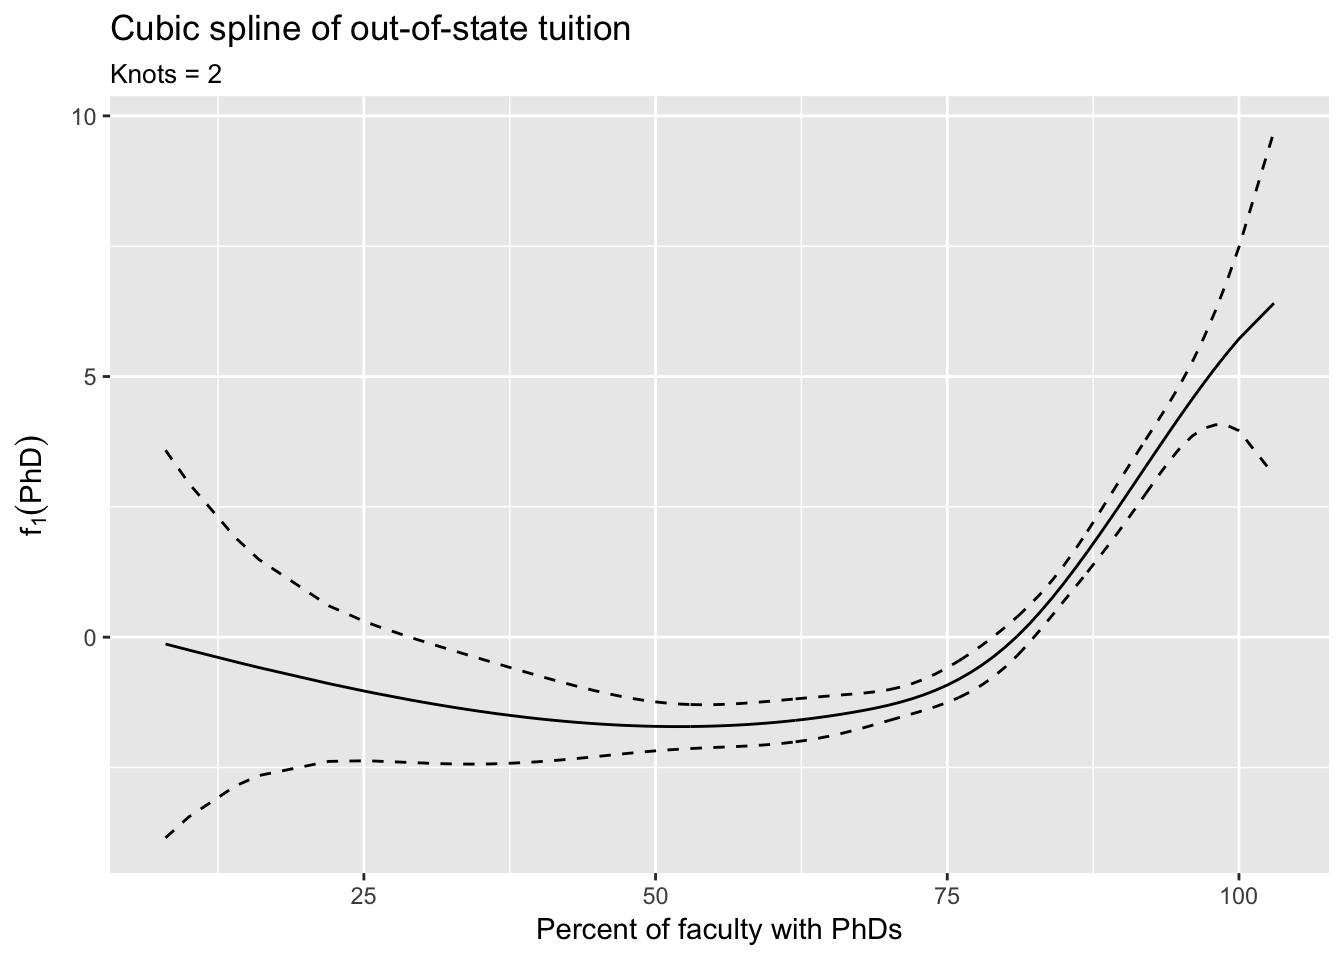 Cubic spline of out-of-state tuition
Knots = 2
10
5
0
f₁(PhD)
25 50 75 100
Percent of faculty with PhDs